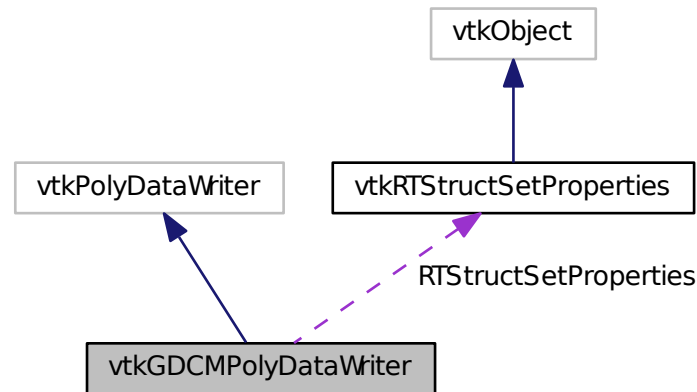 vtkObject
vtkPolyDataWriter
vtkRTStructSetProperties
RTStructSetProperties
vtkGDCMPolyDataWriter